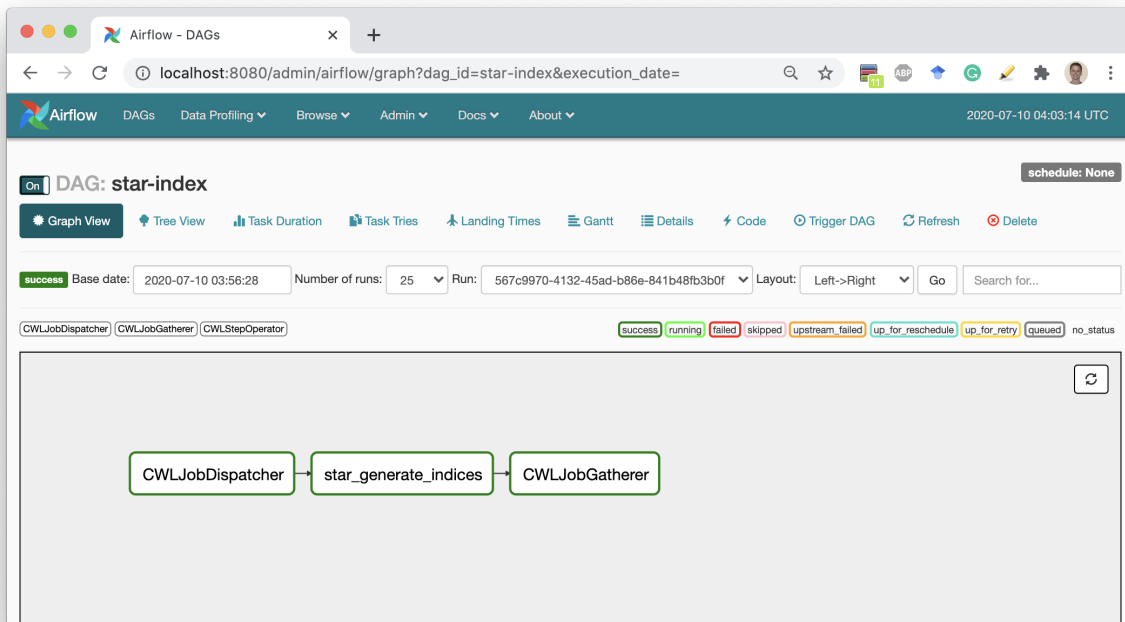 Airflow - DAGs
localhost:8080/admin/airflow/graph?dag_id=star-index&execution_date=
11
ABP
G
Airflow DAGs Data Profiling Browse Admin Docs About 2020-07-10 04:03:14 UTC
On DAG: star-index schedule: None
Graph View Tree View Task Duration Task Tries Landing Times Gantt Details Code Trigger DAG Refresh Delete
success Base date: 2020-07-10 03:56:28 Number of runs: 25 Run: 567c9970-4132-45ad-b86e-841b48fb3b0f Layout: Left->Right Go Search for...
CWLJobDispatcher CWLJobGatherer CWLStepOperator success running failed skipped upstream_failed up_for_reschedule up_for_retry queued no_status
CWLJobDispatcher star_generate_indices CWLJobGatherer